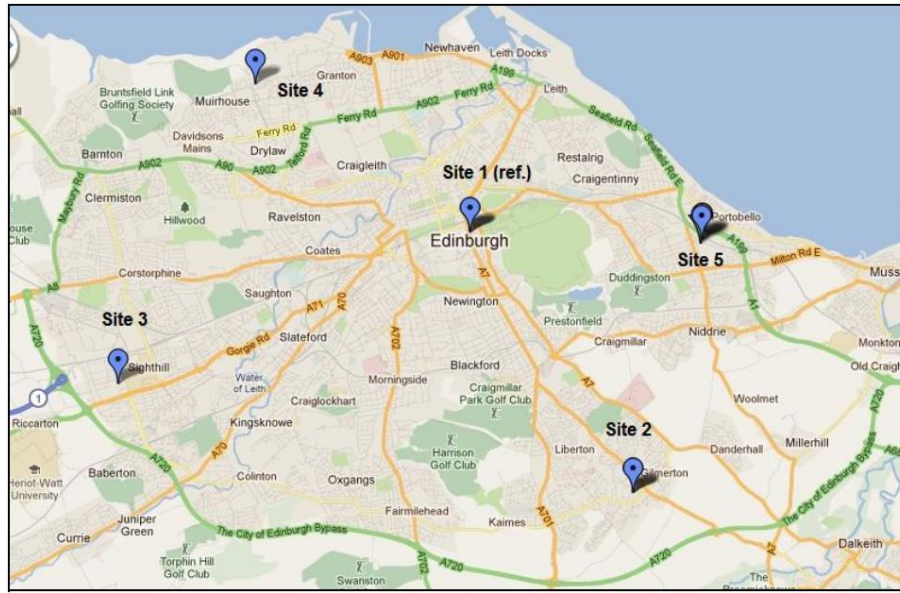 Newhaven
Leith Docks
A901
A903
A199
Site 4
Granton
Leith
Bruntsfield Link
Golfing Society
Muirhouse
Ferry Rd
A902
Ferry Rd
Seafield Rd
Davidsons
Mains
Ferry Rd
Drylaw
Telford Rd
Barnton
A902
A90
A902
Craigleith
Restalrig
Seafield Rd E
Site 1 (ref.)
Craigentinny
Maybury Rd
Clermiston
Hillwood
Ravelston
Portobello
Edinburgh
A199
Coates
Site 5
Milton Rd E
Corstorphine
A7
Duddingston
A8
Saughton
A71
A70
Newington
A1
Prestonfield
Site 3
A720
Gorgie Rd
Slateford
A702
Niddrie
Craigmillar
Monkton
Sighthill
Blackford
Old Craigh
Water
of Leith
Morningside
A7
1
Craiglockhart
Craigmillar
Park Golf Club
Woolmet
A720
Riccarton
Kingsknowe
Site 2
A70
Harrison
Golf Club
Liberton
Danderhall
Millerhill
Baberton
A720
Gilmerton
Heriot-Watt
University
Colinton
Oxgangs
The City of Edinburgh Bypass
Juniper
Green
Fairmilehead
Kaimes
A701
Currie
The City of Edinburgh Bypass
A7
Dalkeith
Torphin Hill
Golf Club
A702
A720
A720
Swanston
The